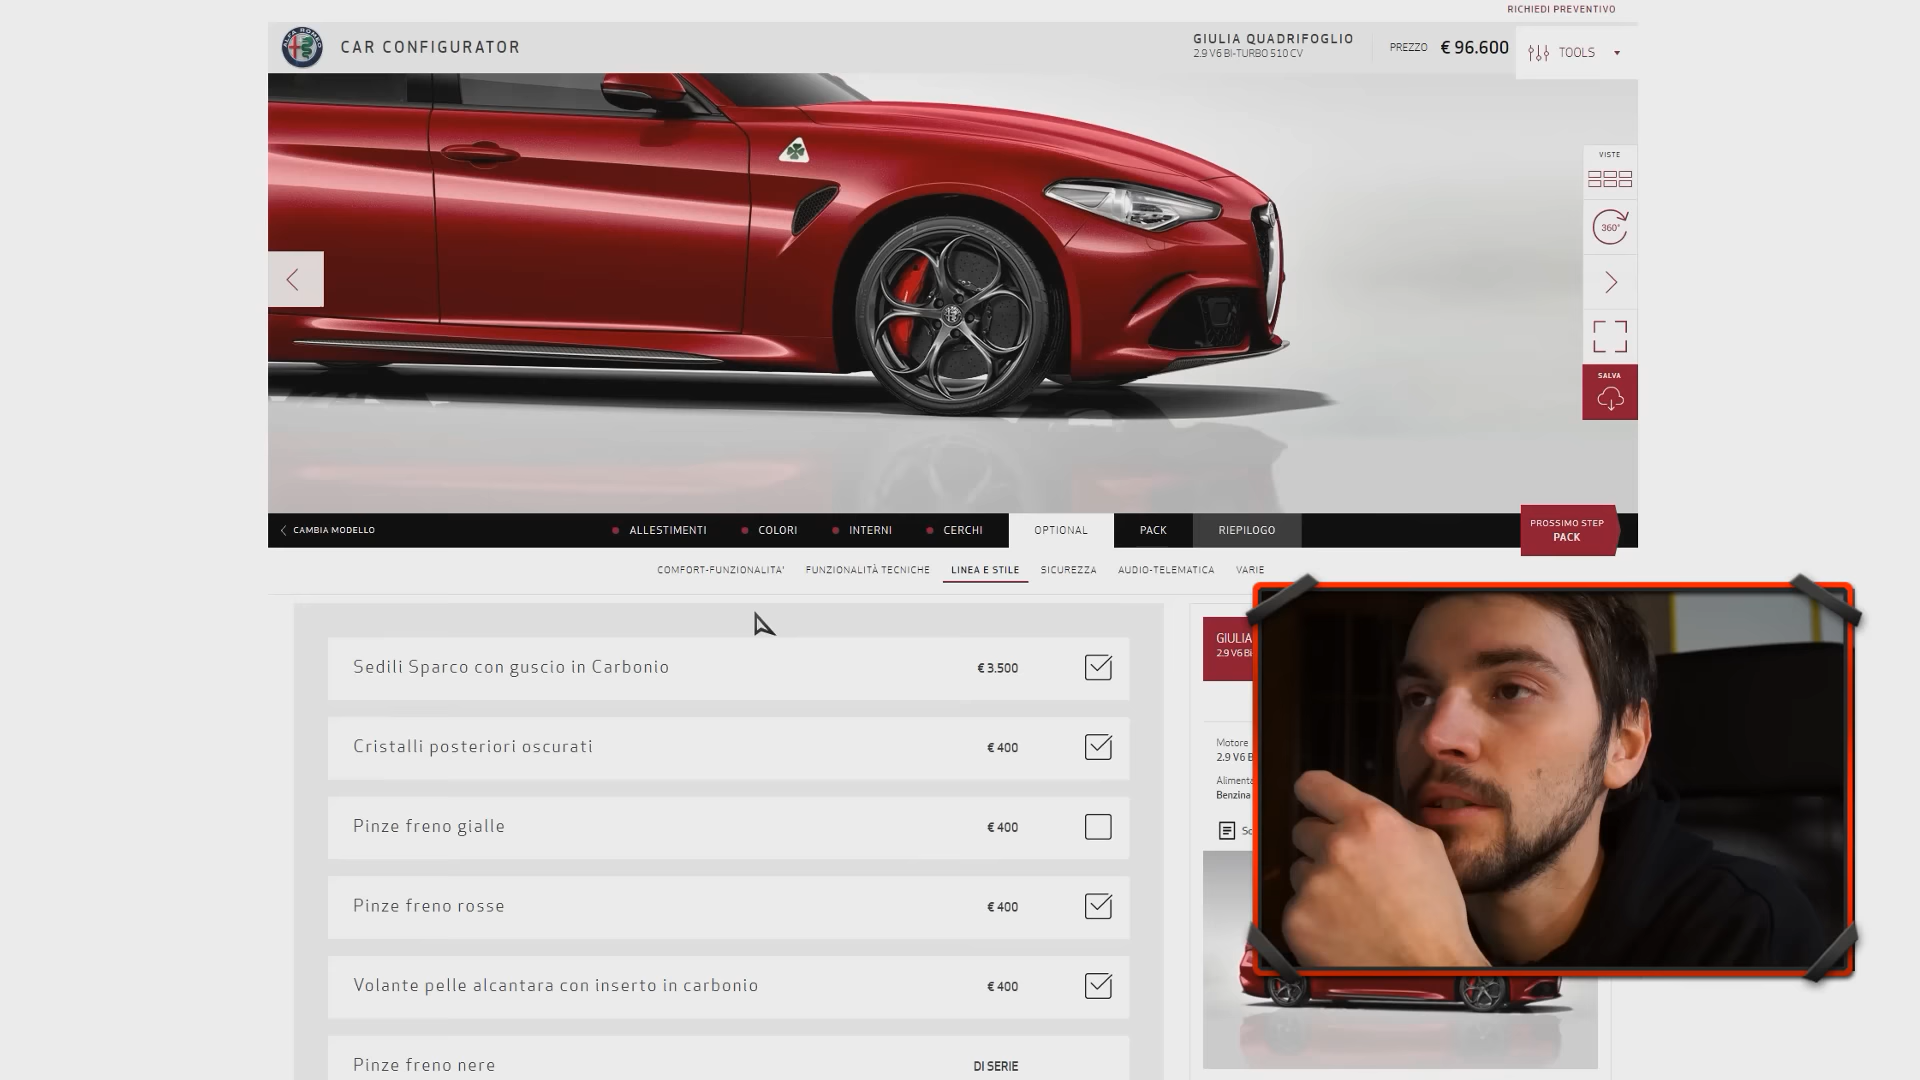 RICHIEDI PREVENTIVO
ALFA ROMEO
CAR CONFIGURATOR
GIULIA QUADRIFOGLIO
2.9 V6 BI-TURBO 510 CV
PREZZO
€ 96.600
TOOLS
VISTE
360°
SALVA
CAMBIA MODELLO
ALLESTIMENTI
COLORI
INTERNI
CERCHI
OPTIONAL
PACK
RIEPILOGO
PROSSIMO STEP
PACK
COMFORT-FUNZIONALITA'
FUNZIONALITÀ TECNICHE
LINEA E STILE
SICUREZZA
AUDIO-TELEMATICA
VARIE
Sedili Sparco con guscio in Carbonio
€ 3.500
Cristalli posteriori oscurati
€ 400
Pinze freno gialle
€ 400
Pinze freno rosse
€ 400
Volante pelle alcantara con inserto in carbonio
€ 400
Pinze freno nere
DI SERIE
GIULIA
2.9 V6 Bi
Motore
2.9 V6 B
Alimenta
Benzina